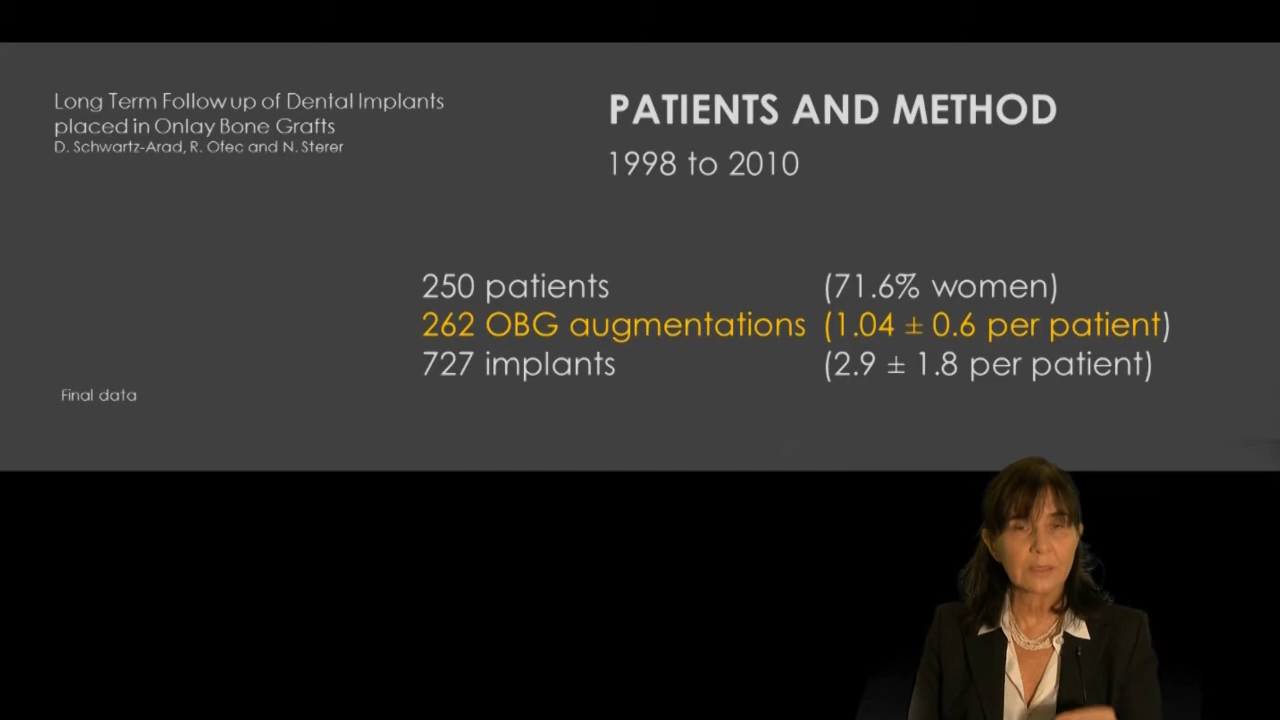 Long Term Follow up of Dental Implants
placed in Onlay Bone Grafts
D. Schwartz-Arad, R. Ofec and N. Sterer
PATIENTS AND METHOD
1998 to 2010
250 patients (71.6% women)
262 OBG augmentations (1.04 ± 0.6 per patient)
727 implants (2.9 ± 1.8 per patient)
Final data